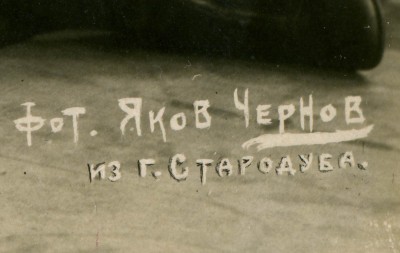 Фот. Яков Чернов
из г. Стародуба.